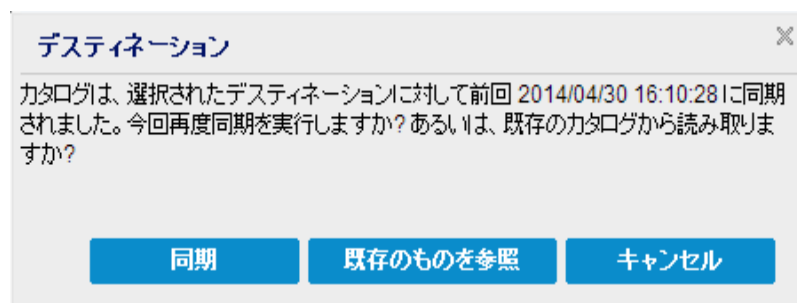 デスティネーション
カタログは、選択されたデスティネーションに対して前回 2014/04/30 16:10:28 に同期
されました。今回再度同期を実行しますか? あるいは、既存のカタログから読み取りま
すか?
同期 既存のものを参照 キャンセル